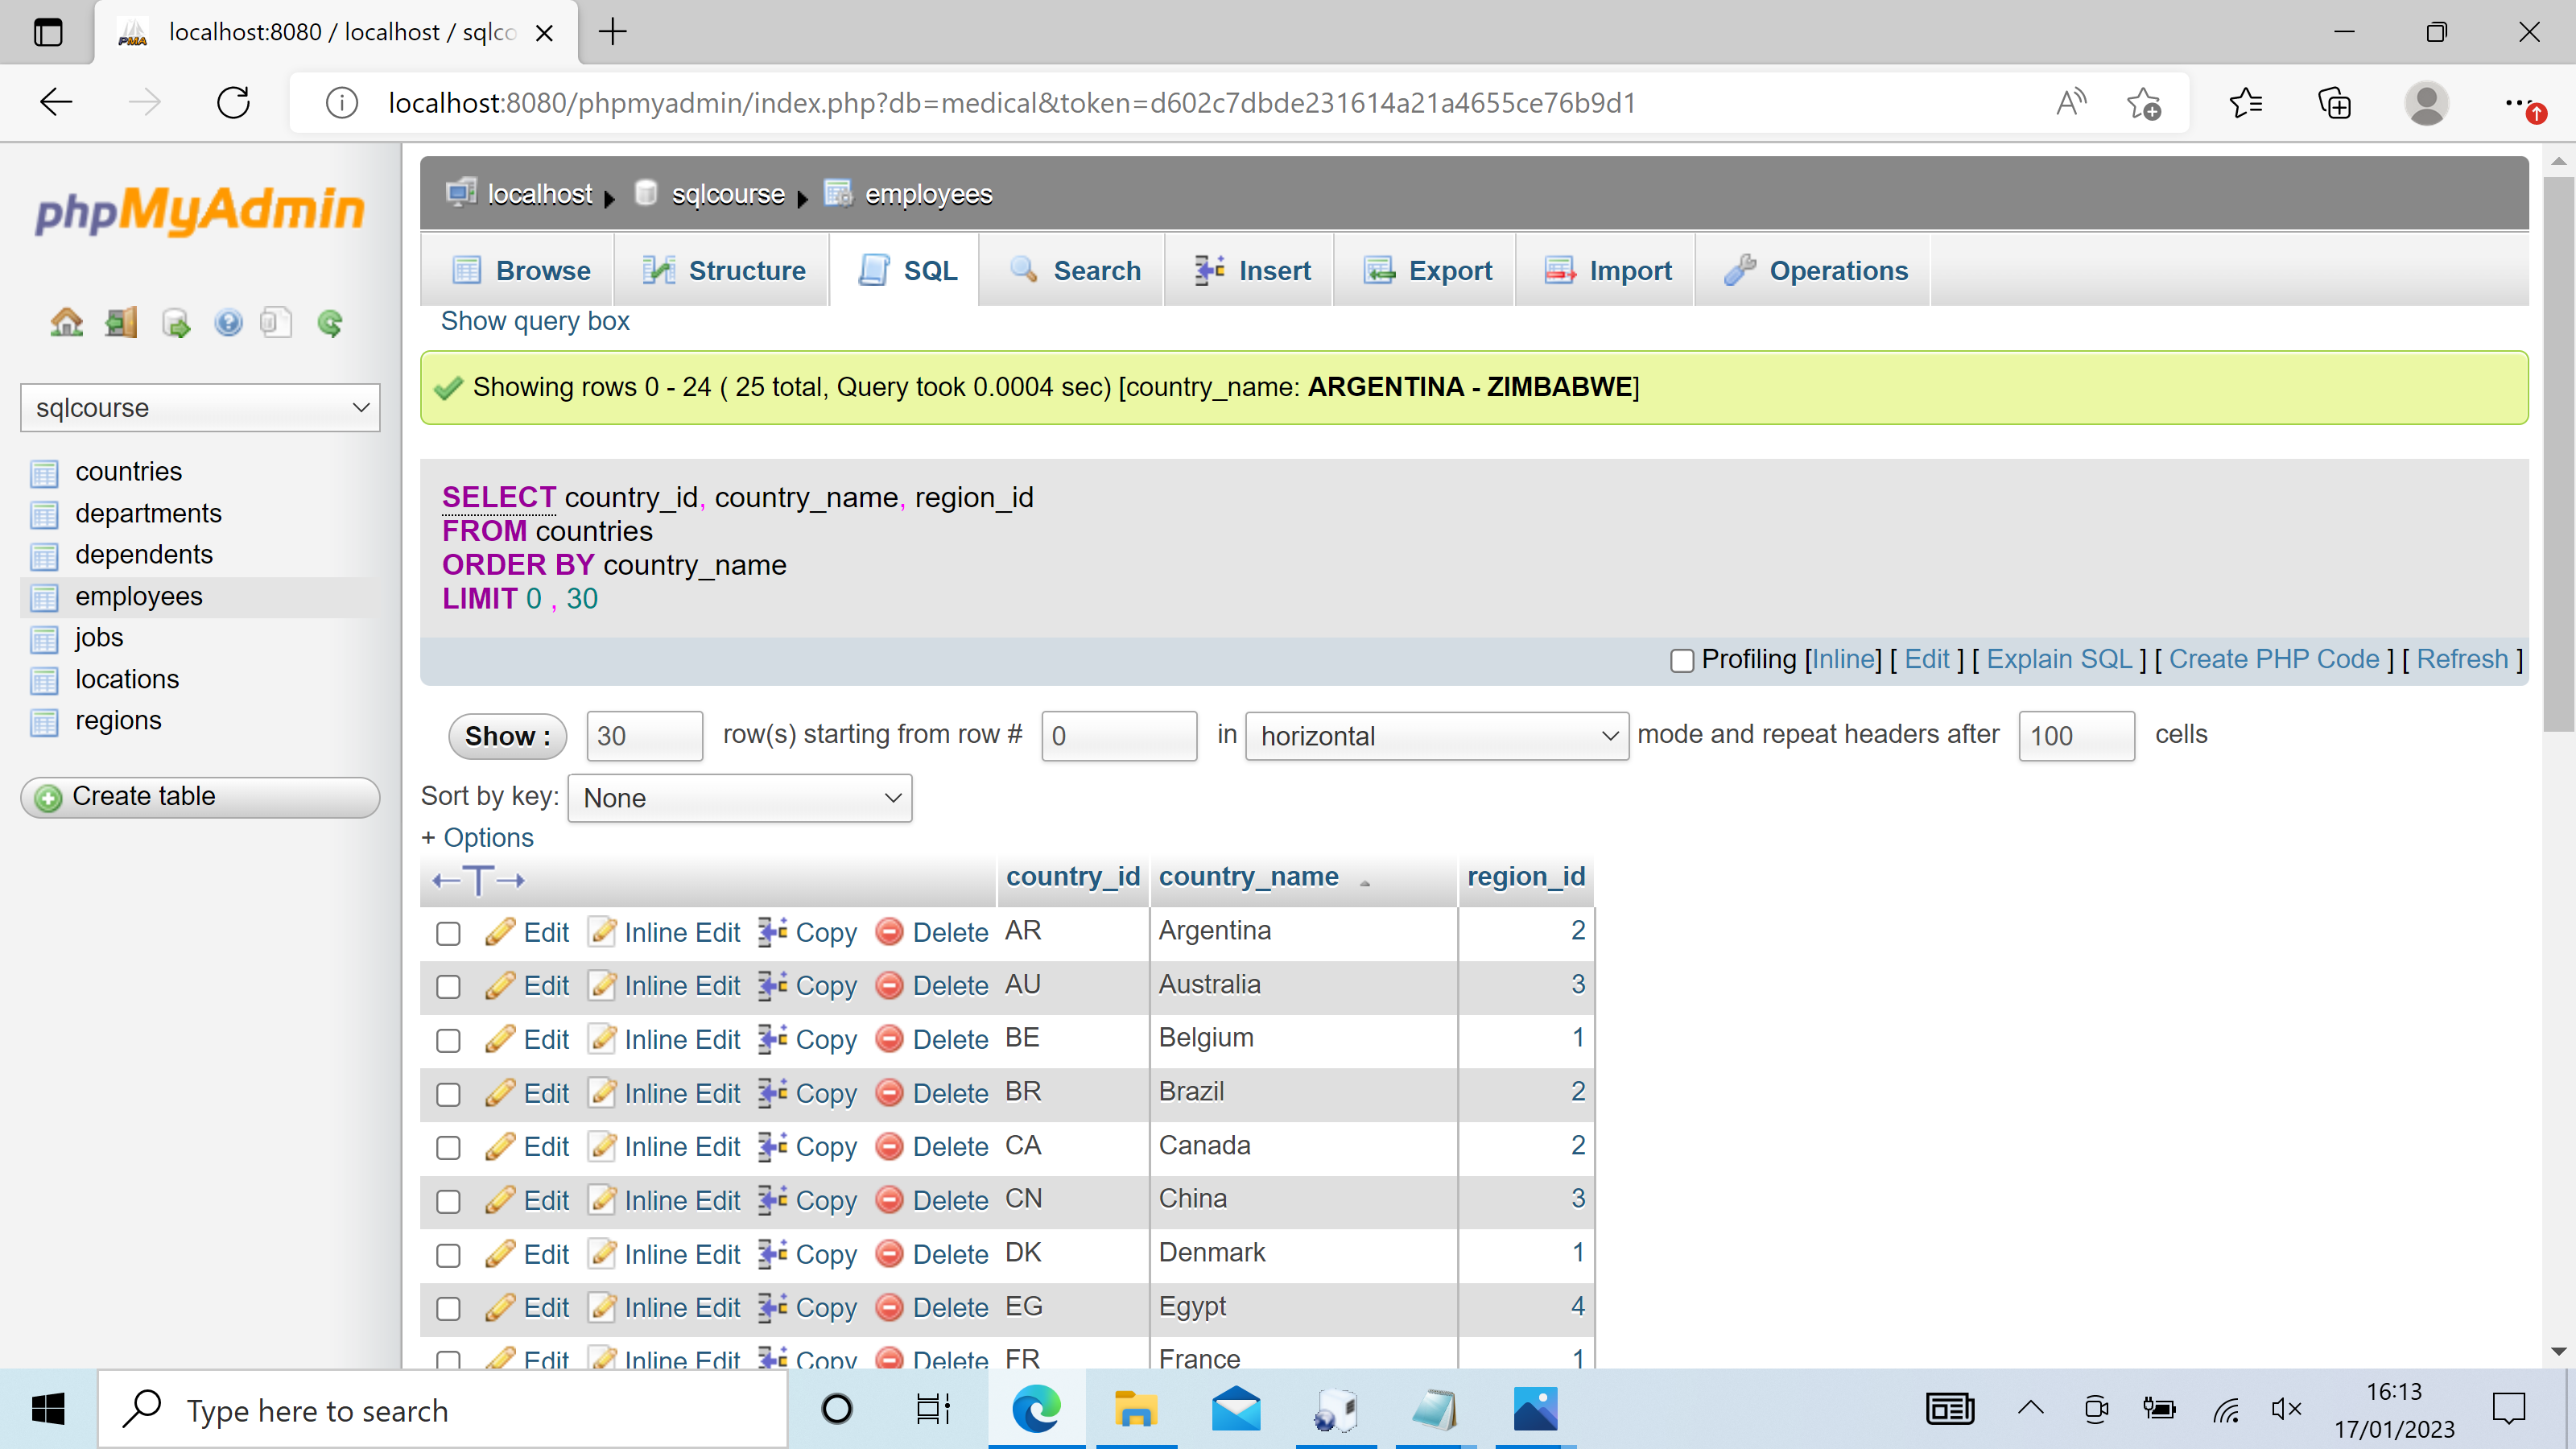 localhost:8080 / localhost / sqlco
localhost:8080/phpmyadmin/index.php?db=medical&token=d602c7dbde231614a21a4655ce76b9d1
phpMyAdmin
sqlcourse
countries
departments
dependents
employees
jobs
locations
regions
Create table
localhost sqlcourse employees
Browse Structure SQL Search Insert Export Import Operations
Show query box
Showing rows 0 - 24 ( 25 total, Query took 0.0004 sec) [country_name: ARGENTINA - ZIMBABWE]
SELECT country_id, country_name, region_id
FROM countries
ORDER BY country_name
LIMIT 0 , 30
Profiling [Inline] [ Edit ] [ Explain SQL ] [ Create PHP Code ] [ Refresh ]
Show : 30 row(s) starting from row # 0 in horizontal mode and repeat headers after 100 cells
Sort by key: None
+ Options
←T→ country_id country_name region_id
Edit Inline Edit Copy Delete AR Argentina 2
Edit Inline Edit Copy Delete AU Australia 3
Edit Inline Edit Copy Delete BE Belgium 1
Edit Inline Edit Copy Delete BR Brazil 2
Edit Inline Edit Copy Delete CA Canada 2
Edit Inline Edit Copy Delete CN China 3
Edit Inline Edit Copy Delete DK Denmark 1
Edit Inline Edit Copy Delete EG Egypt 4
Edit Inline Edit Copy Delete FR France 1
Type here to search
16:13
17/01/2023